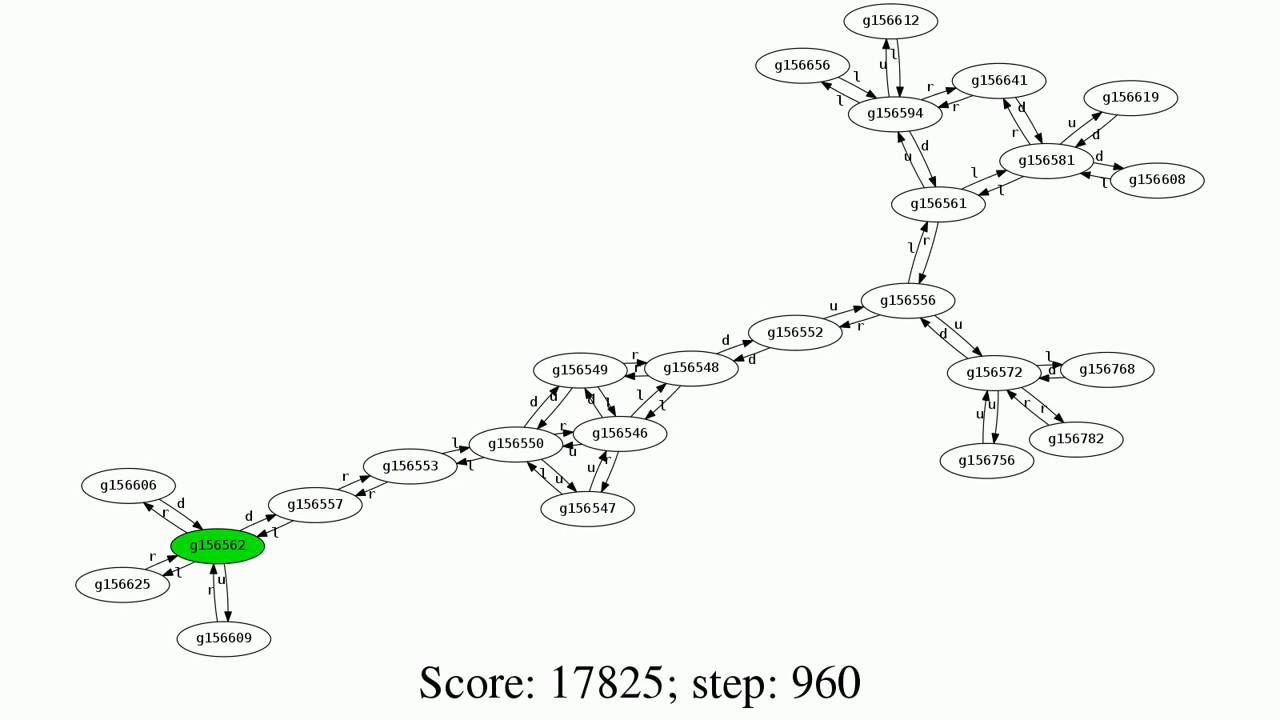 g156612
u
l
g156656
l
l
g156594
r
r
g156641
d
r
g156619
u
d
g156581
d
l
g156608
d
u
g156561
l
l
l
r
g156556
u
r
g156552
u
d
g156572
l
d
g156768
r
r
g156782
u
u
g156756
d
d
g156548
r
r
g156549
d
u
d
l
l
l
g156546
r
u
g156550
u
r
l
u
g156547
l
l
g156553
r
r
g156557
d
l
g156606
d
r
g156562
r
l
g156625
r
u
g156609
Score: 17825; step: 960